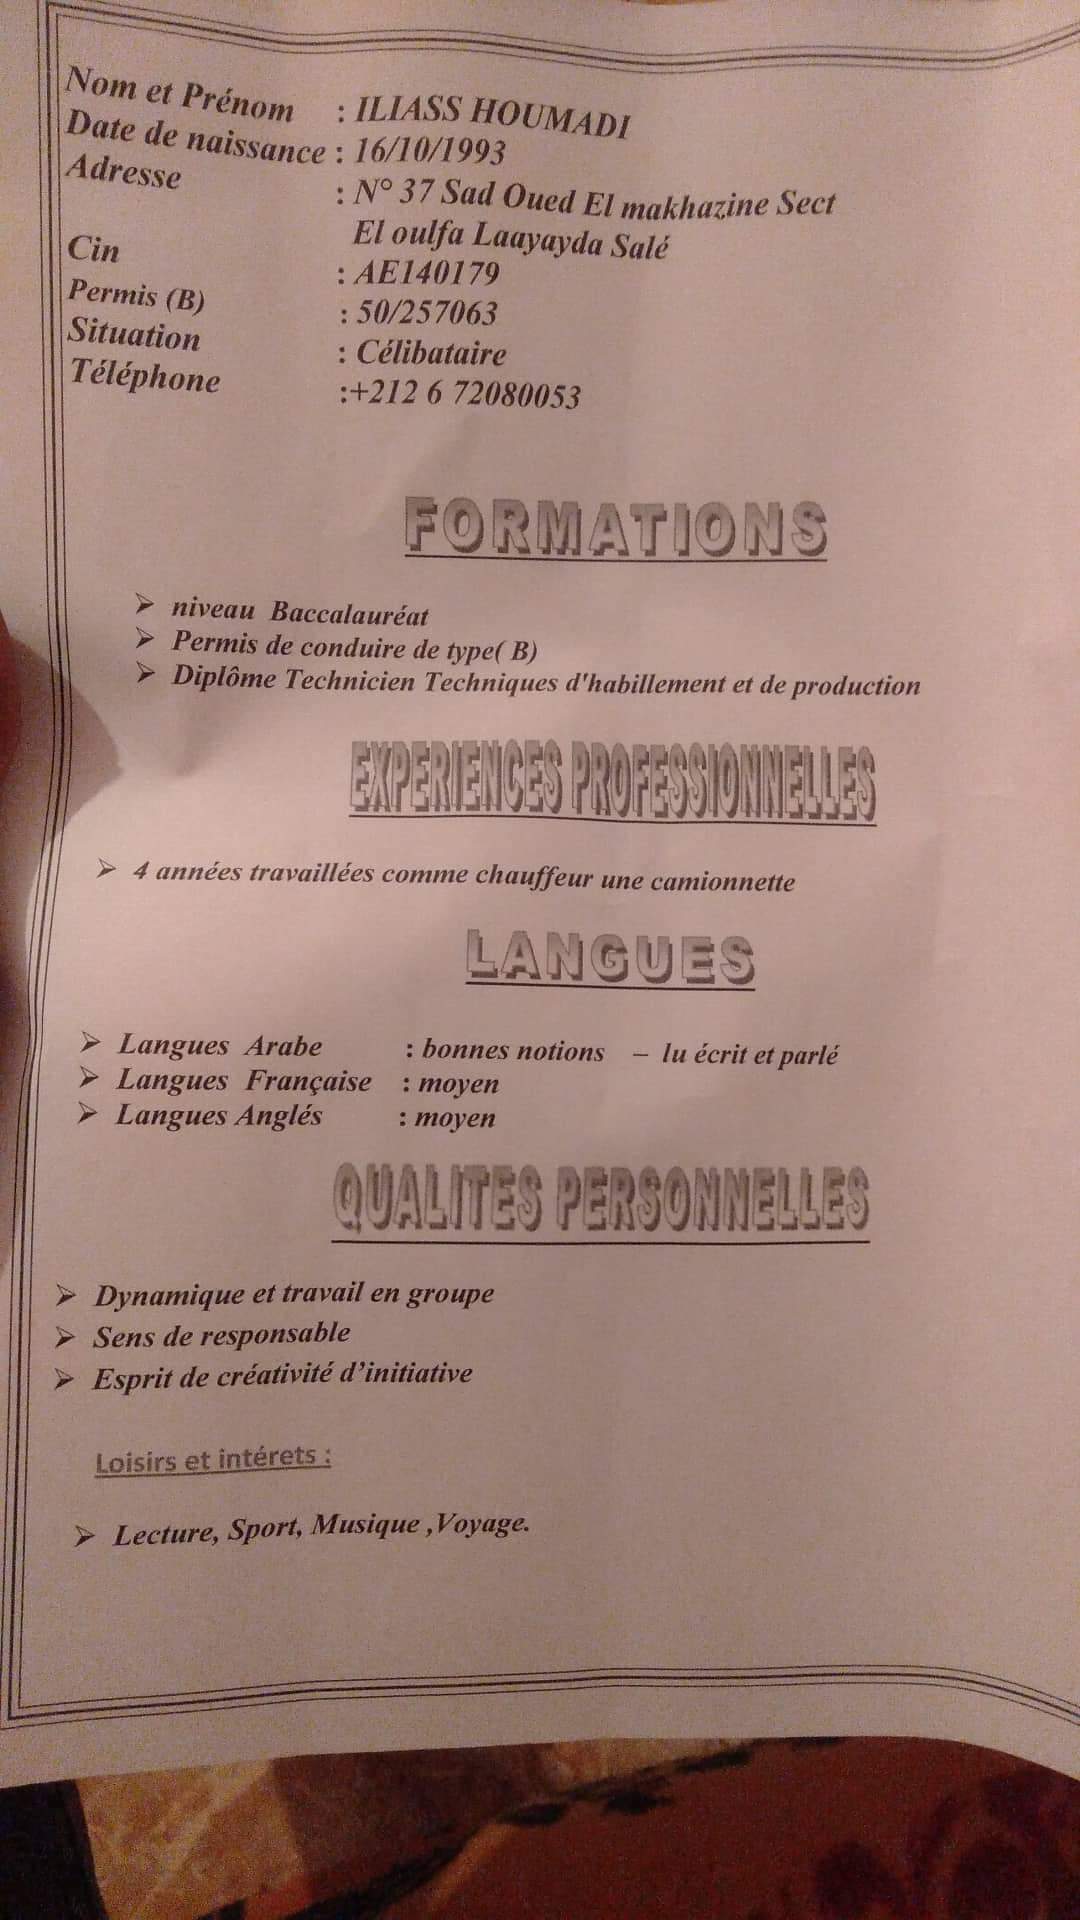 Nom et Prénom : ILIASS HOUMADI
Date de naissance : 16/10/1993
Adresse : N° 37 Sad Oued El makhazine Sect
El oulfa Laayayda Salé
Cin : AE140179
Permis (B) : 50/257063
Situation : Célibataire
Téléphone :+212 6 72080053
FORMATIONS
➢ niveau Baccalauréat
➢ Permis de conduire de type( B)
➢ Diplôme Technicien Techniques d'habillement et de production
EXPERIENCES PROFESSIONNELLES
➢ 4 années travaillées comme chauffeur une camionnette
LANGUES
➢ Langues Arabe : bonnes notions – lu écrit et parlé
➢ Langues Française : moyen
➢ Langues Anglés : moyen
QUALITES PERSONNELLES
➢ Dynamique et travail en groupe
➢ Sens de responsable
➢ Esprit de créativité d’initiative
Loisirs et intérets :
➢ Lecture, Sport, Musique ,Voyage.